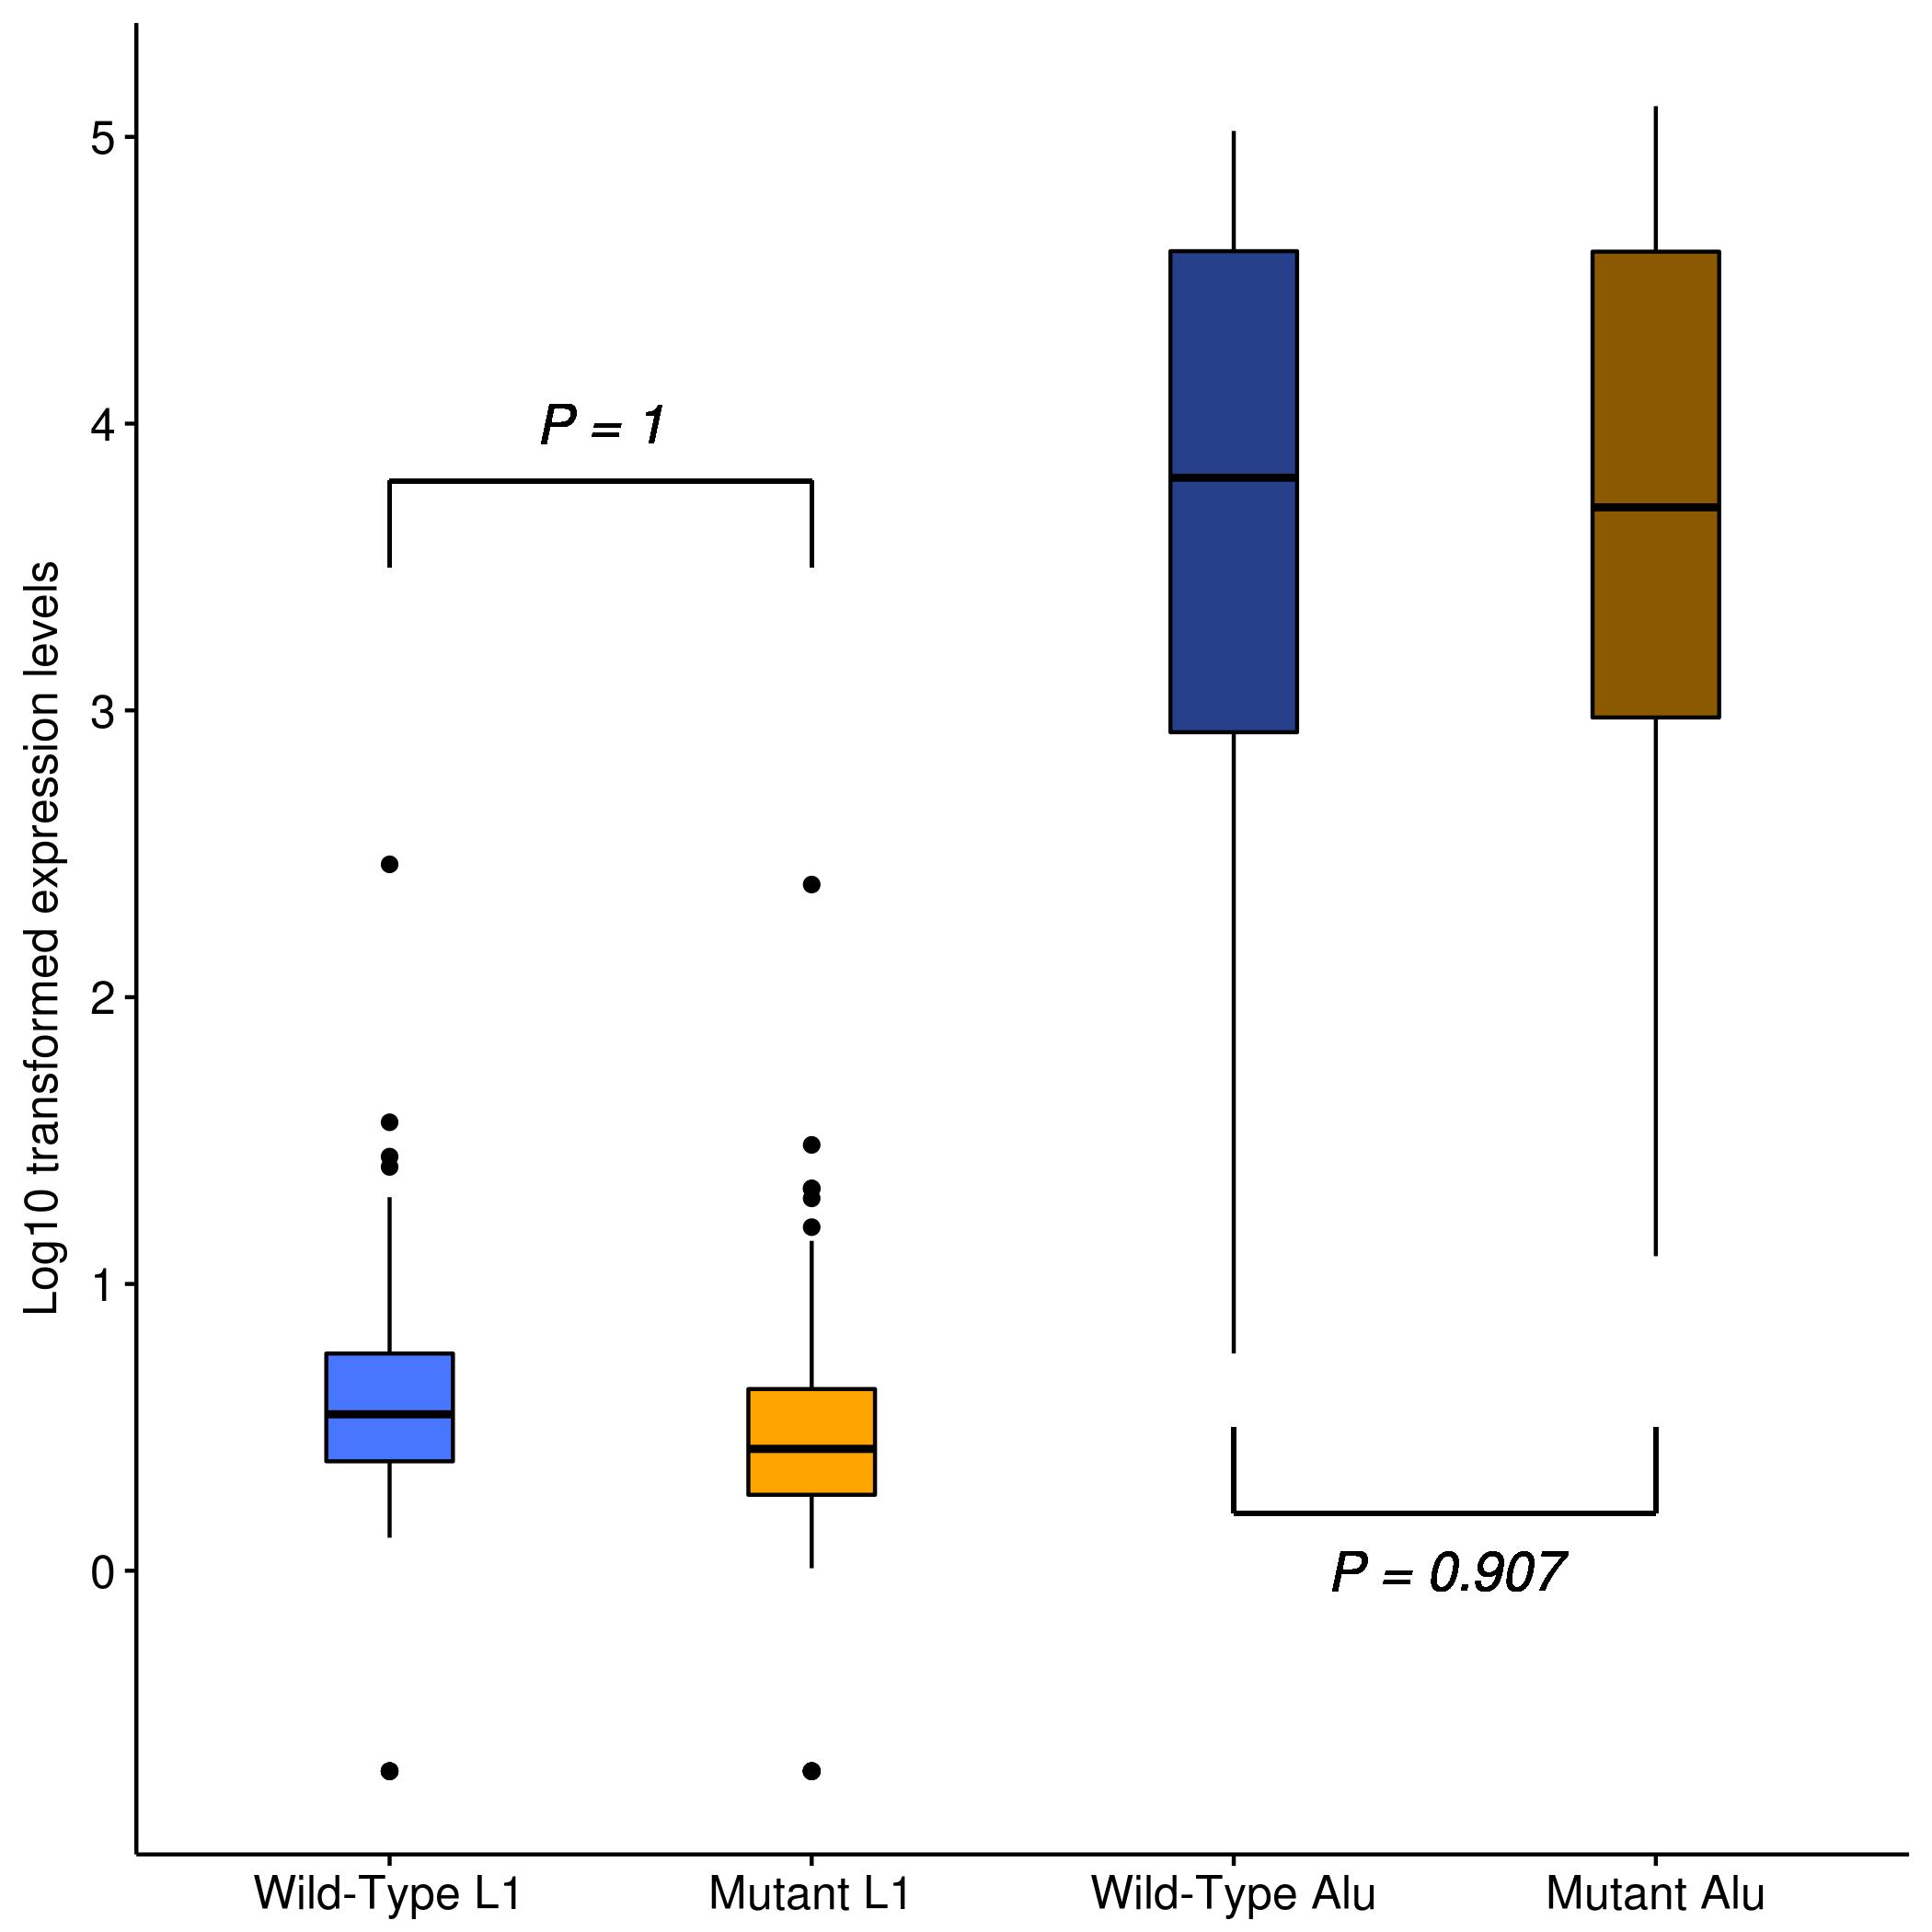 Log10 transformed expression levels
5
4
3
2
1
0
P = 1
P = 0.907
Wild-Type L1
Mutant L1
Wild-Type Alu
Mutant Alu